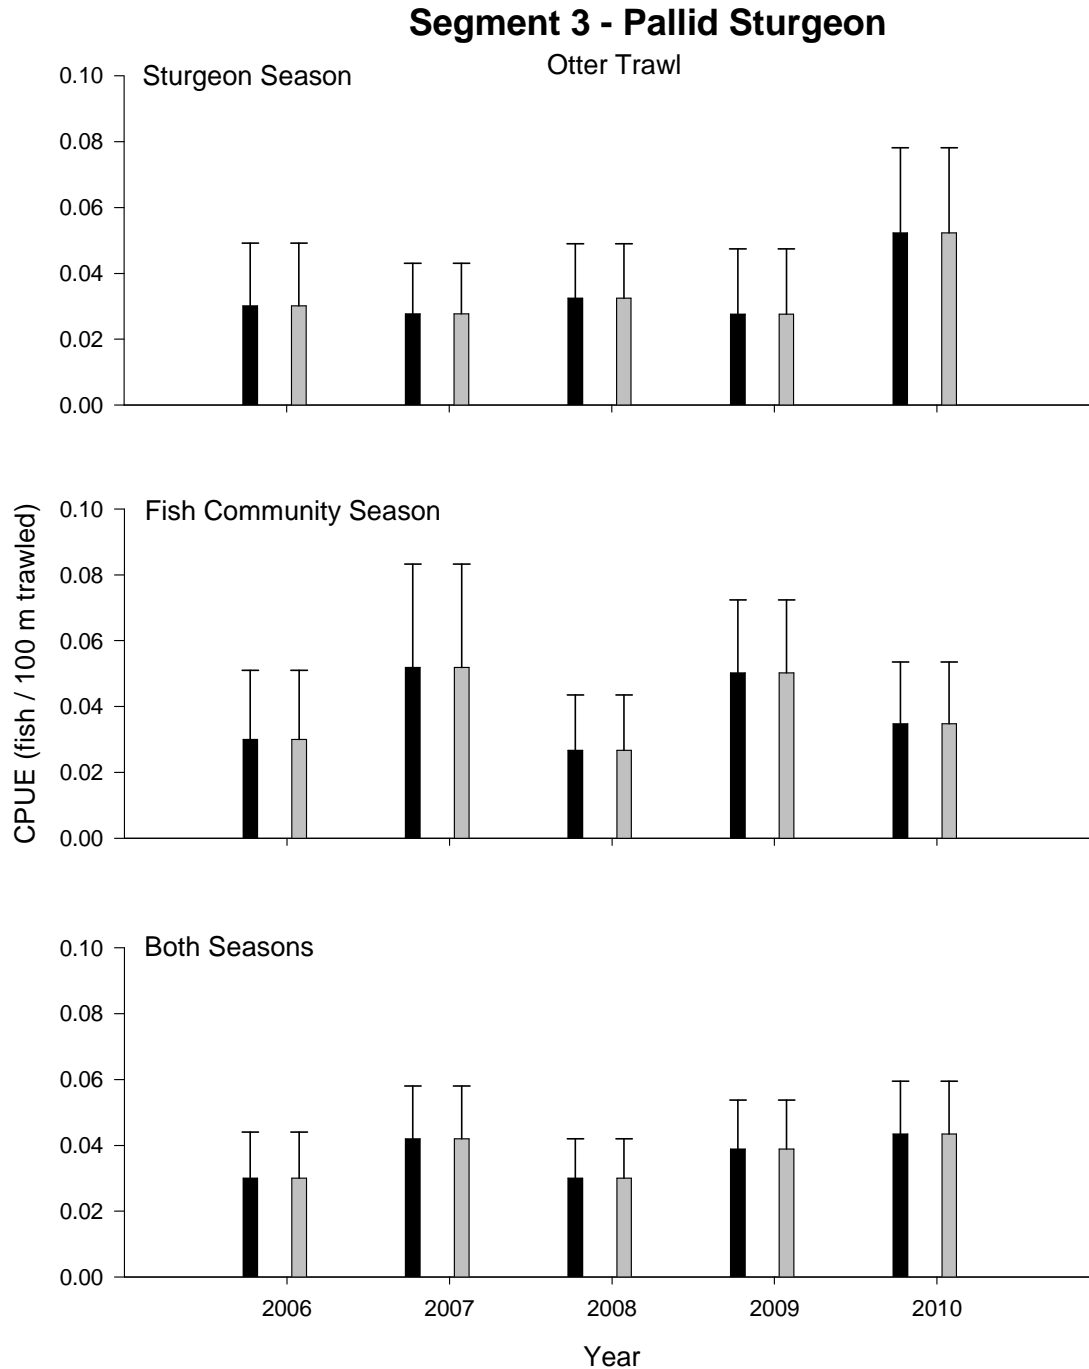 Segment 3 - Pallid Sturgeon
Otter Trawl
Sturgeon Season
0.10
0.08
0.06
0.04
0.02
0.00
Fish Community Season
0.10
0.08
0.06
0.04
0.02
0.00
CPUE (fish / 100 m trawled)
Both Seasons
0.10
0.08
0.06
0.04
0.02
0.00
2006 2007 2008 2009 2010
Year